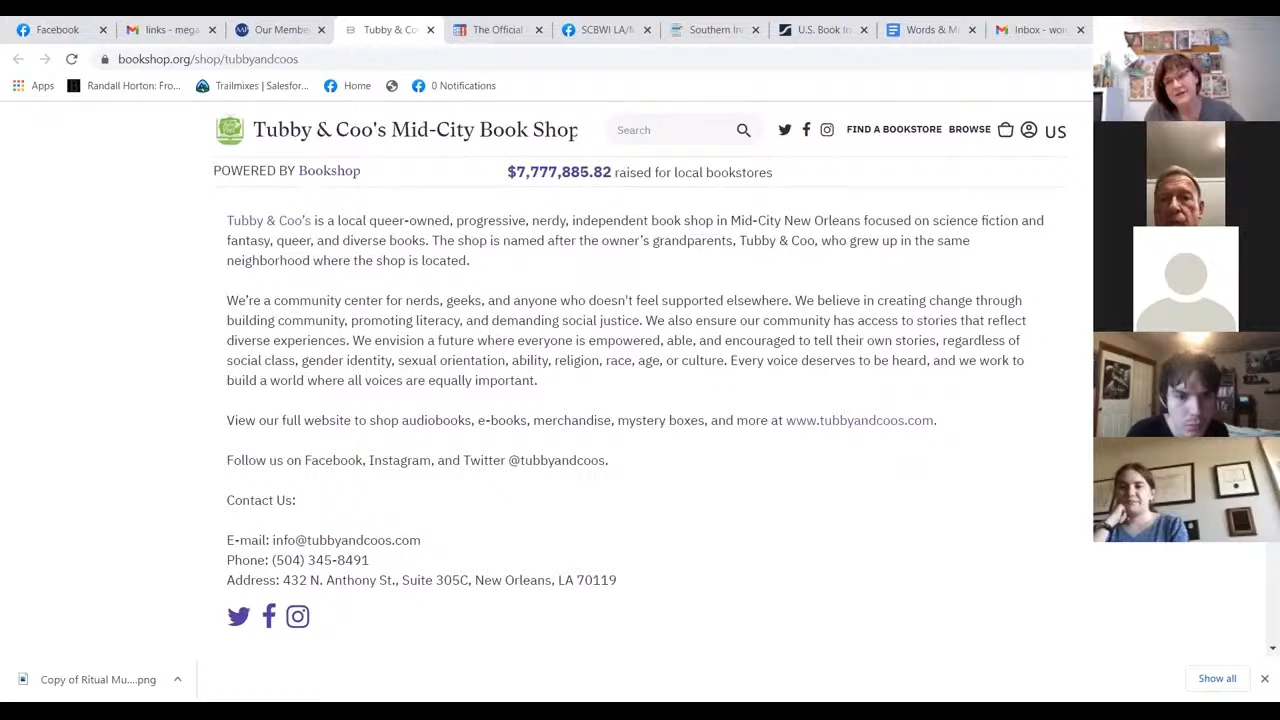 Facebook
links - mega
Our Membe
Tubby & Co
The Official
SCBWI LA/
Southern In
U.S. Book
Words & M
Inbox - wor
bookshop.org/shop/tubbyandcoos
Apps
Randall Horton: Fro...
Trailmixes | Salesfor...
Home
0 Notifications
Tubby & Coo's Mid-City Book Shop
Search
FIND A BOOKSTORE
BROWSE
US
POWERED BY Bookshop
$7,777,885.82 raised for local bookstores
Tubby & Coo's is a local queer-owned, progressive, nerdy, independent book shop in Mid-City New Orleans focused on science fiction and
fantasy, queer, and diverse books. The shop is named after the owner's grandparents, Tubby & Coo, who grew up in the same
neighborhood where the shop is located.
We're a community center for nerds, geeks, and anyone who doesn't feel supported elsewhere. We believe in creating change through
building community, promoting literacy, and demanding social justice. We also ensure our community has access to stories that reflect
diverse experiences. We envision a future where everyone is empowered, able, and encouraged to tell their own stories, regardless of
social class, gender identity, sexual orientation, ability, religion, race, age, or culture. Every voice deserves to be heard, and we work to
build a world where all voices are equally important.
View our full website to shop audiobooks, e-books, merchandise, mystery boxes, and more at www.tubbyandcoos.com.
Follow us on Facebook, Instagram, and Twitter @tubbyandcoos.
Contact Us:
E-mail: info@tubbyandcoos.com
Phone: (504) 345-8491
Address: 432 N. Anthony St., Suite 305C, New Orleans, LA 70119
Copy of Ritual Mu....png
Show all